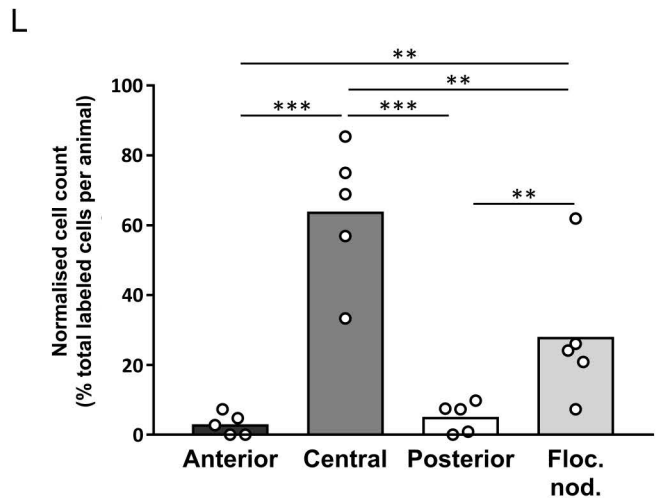 L
**
**
*** ***
**
Normalised cell count
(% total labeled cells per animal)
100
80
60
40
20
0
Anterior Central Posterior Floc.
nod.